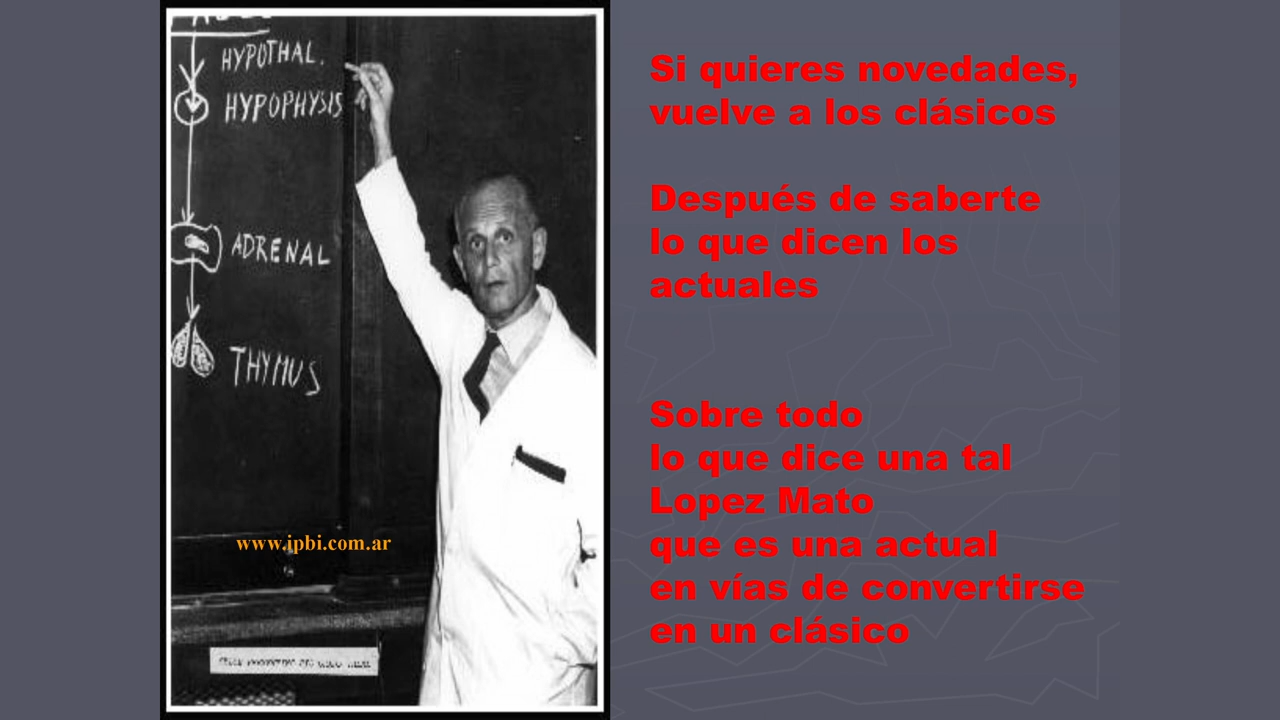 HYPOTHAL.
HYPOPHYSIS
ADRENAL
THYMUS
www.ipbi.com.ar
Si quieres novedades,
vuelve a los clásicos
Después de saberte
lo que dicen los
actuales
Sobre todo
lo que dice una tal
Lopez Mato
que es una actual
en vías de convertirse
en un clásico